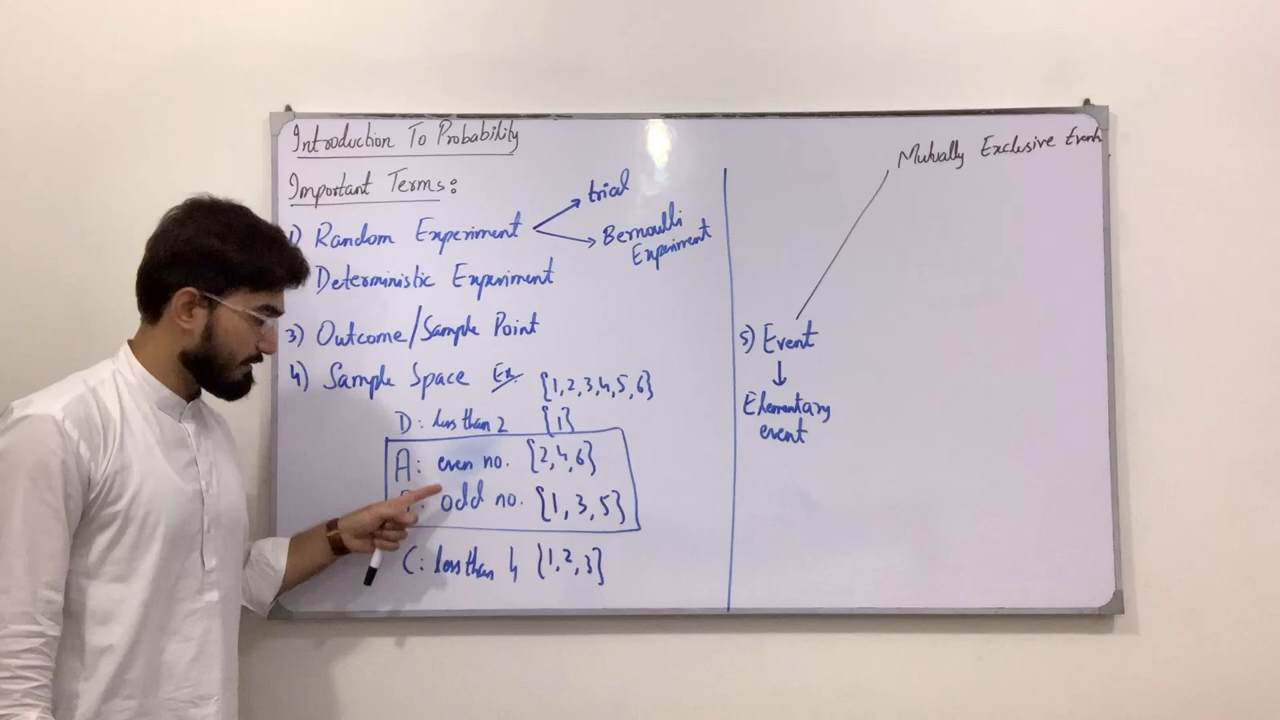 Introduction To Probability
Important Terms:
1) Random Experiment
trial
Bernoulli
Experiment
Deterministic Experiment
3) Outcome/Sample Point
4) Sample Space Ex. {1,2,3,4,5,6}
D: less than 2 {1}
A: even no. {2,4,6}
: odd no. {1,3,5}
C: less than 4 {1,2,3}
Mutually Exclusive Events
5) Event
Elementary
event